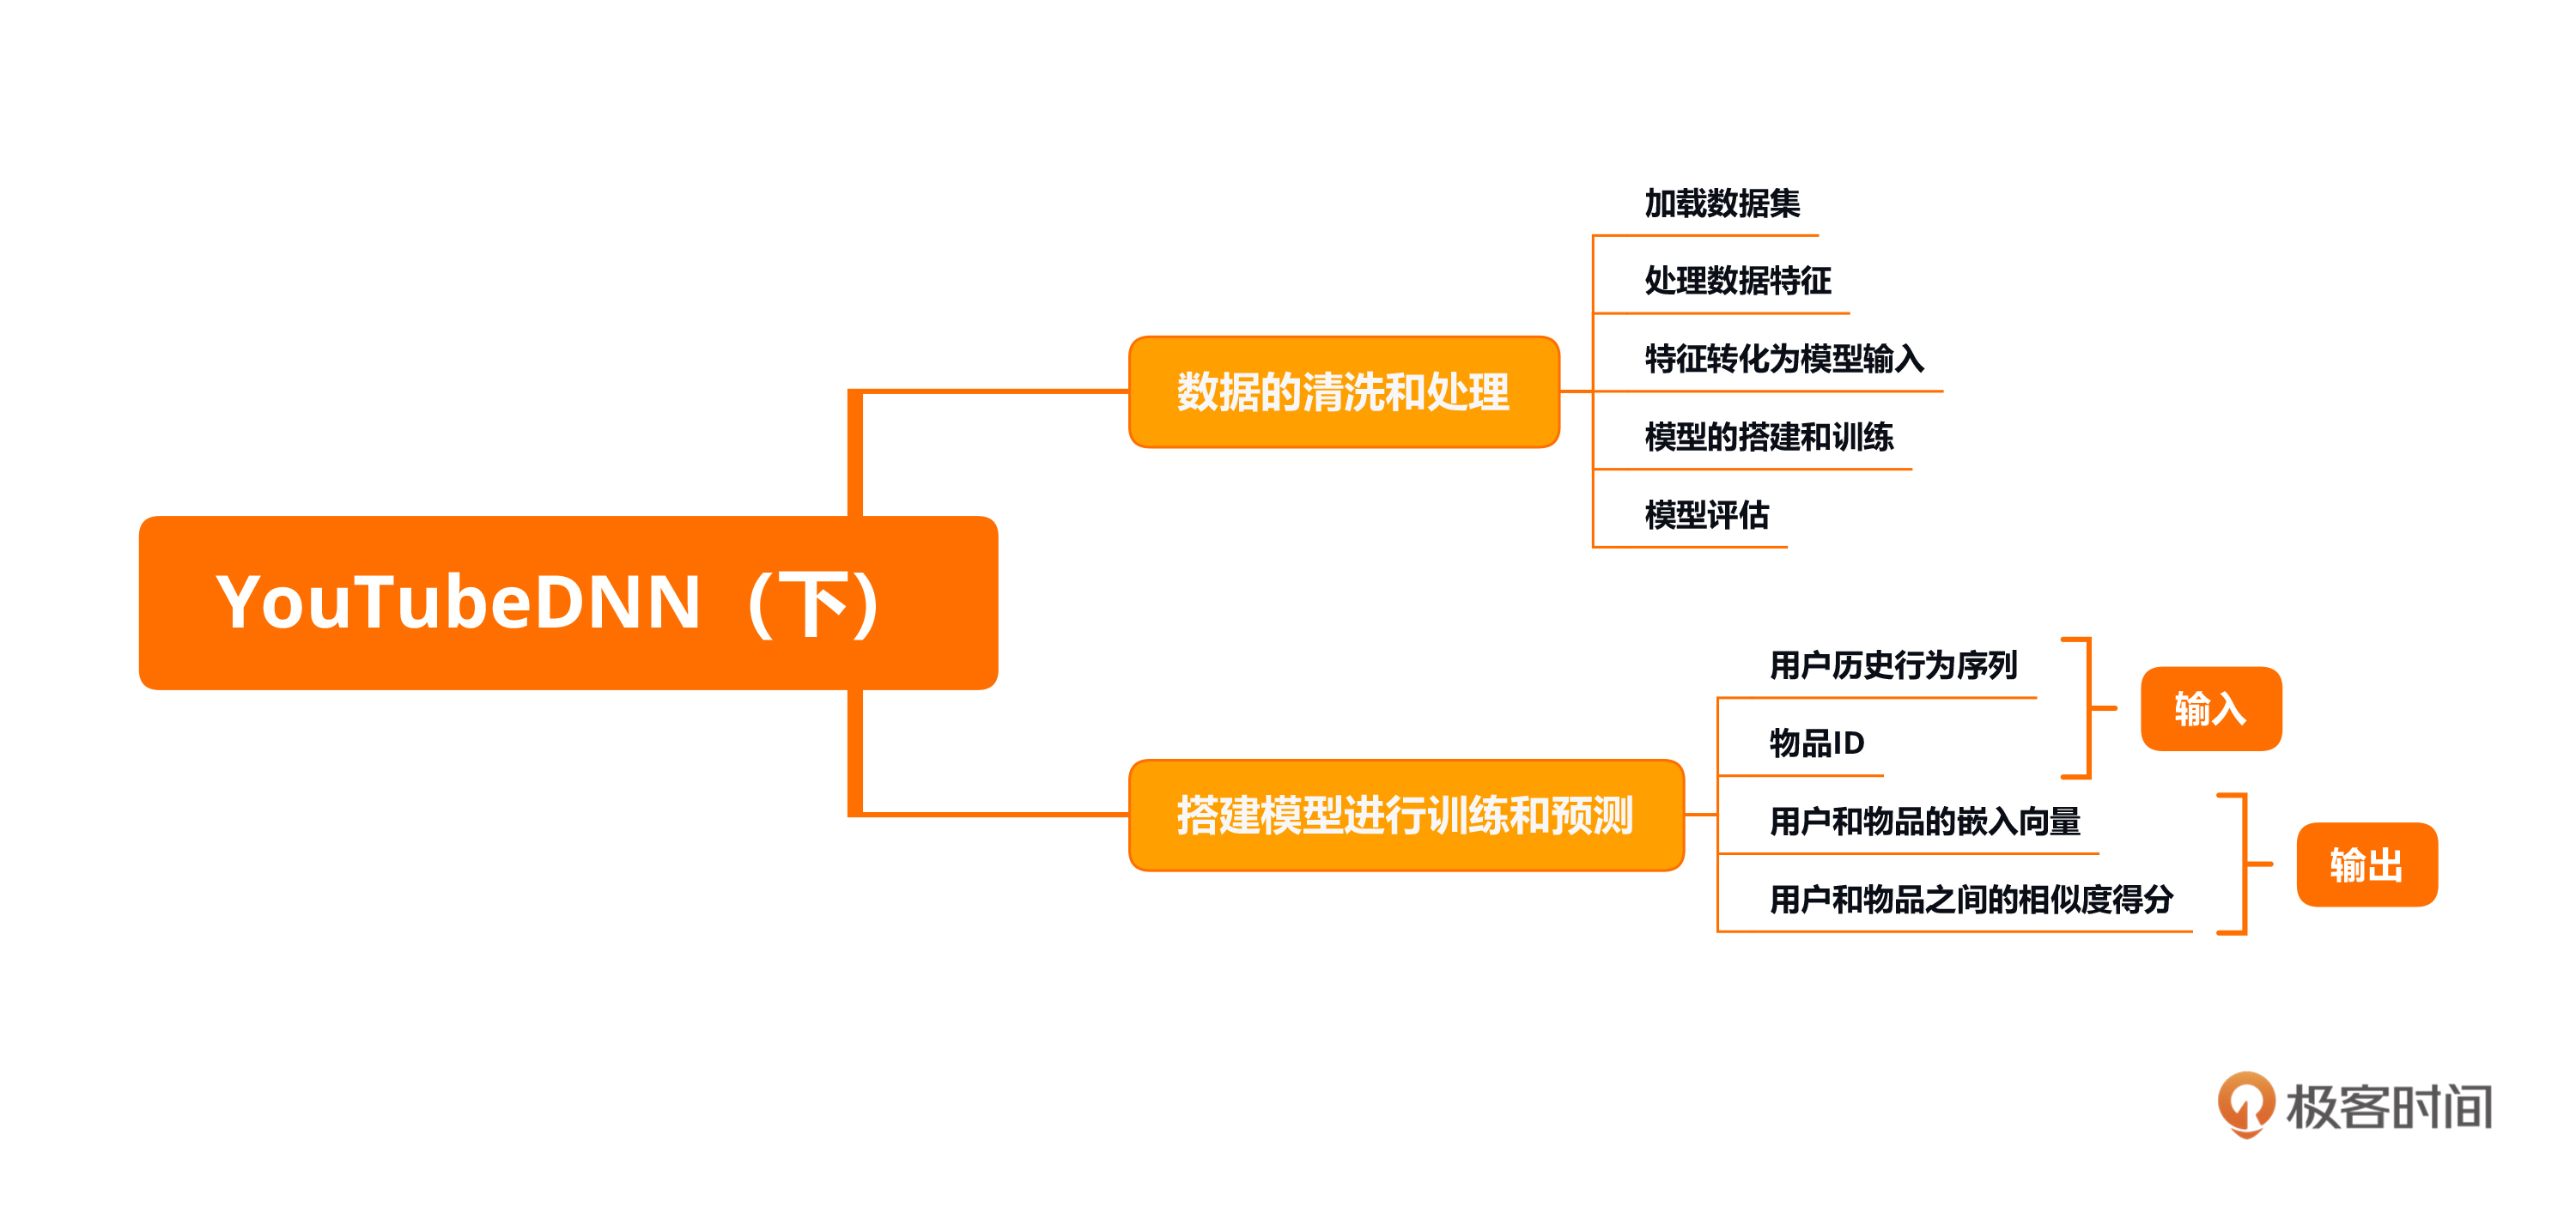 YouTubeDNN（下）
数据的清洗和处理
加载数据集
处理数据特征
特征转化为模型输入
模型的搭建和训练
模型评估
搭建模型进行训练和预测
用户历史行为序列
物品ID
输入
用户和物品的嵌入向量
用户和物品之间的相似度得分
输出
极客时间